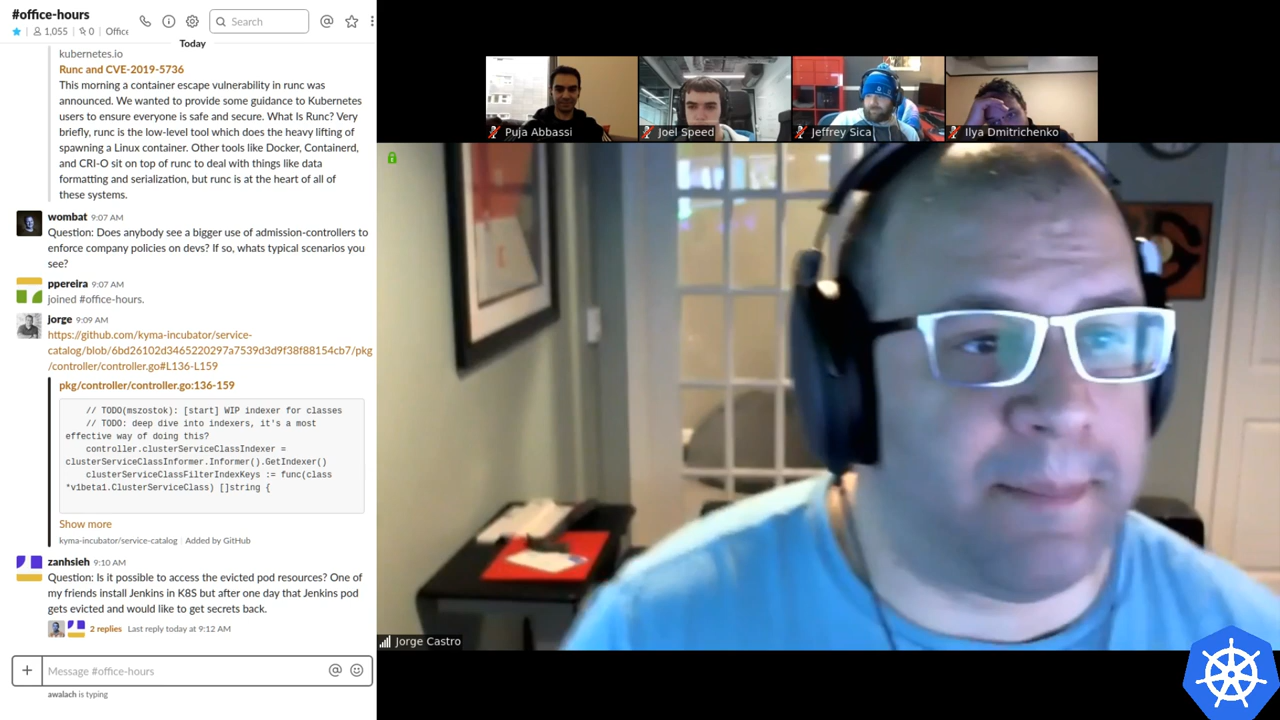 #office-hours
1,055 | 0 | Office
Search
Today
kubernetes.io
Runc and CVE-2019-5736
This morning a container escape vulnerability in runc was
announced. We wanted to provide some guidance to Kubernetes
users to ensure everyone is safe and secure. What Is Runc? Very
briefly, runc is the low-level tool which does the heavy lifting of
spawning a Linux container. Other tools like Docker, Containerd,
and CRI-O sit on top of runc to deal with things like data
formatting and serialization, but runc is at the heart of all of
these systems.
wombat 9:07 AM
Question: Does anybody see a bigger use of admission-controllers to
enforce company policies on devs? If so, whats typical scenarios you
see?
ppereira 9:07 AM
joined #office-hours.
jorge 9:09 AM
https://github.com/kyma-incubator/service-
catalog/blob/6bd26102d3465220297a7539d3d9f38f88154cb7/pkg
/controller/controller.go#L136-L159
pkg/controller/controller.go:136-159
// TODO(mszostok): [start] WIP indexer for classes
// TODO: deep dive into indexers, it's a most
effective way of doing this?
controller.clusterServiceClassIndexer =
clusterServiceClassInformer.Informer().GetIndexer()
clusterServiceClassFilterIndexKeys := func(class
*v1beta1.ClusterServiceClass) []string {
Show more
kyma-incubator/service-catalog | Added by GitHub
zanhsieh 9:10 AM
Question: Is it possible to access the evicted pod resources? One of
my friends install Jenkins in K8S but after one day that Jenkins pod
gets evicted and would like to get secrets back.
2 replies Last reply today at 9:12 AM
Message #office-hours
awalach is typing
Puja Abbassi
Joel Speed
Jeffrey Sica
Ilya Dmitrichenko
Jorge Castro